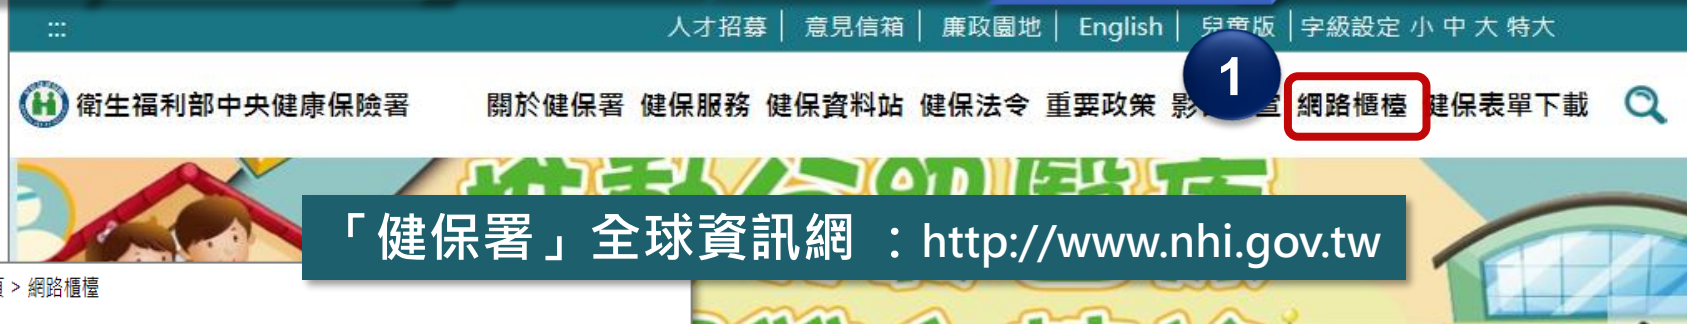 ::: 人才招募 | 意見信箱 | 廉政園地 | English | 兒童版 | 字級設定 小 中 大 特大
1
衛生福利部中央健康保險署 關於健保署 健保服務 健保資料站 健保法令 重要政策 網路櫃檯 健保表單下載
「健保署」全球資訊網 : http://www.nhi.gov.tw
> 網路櫃檯